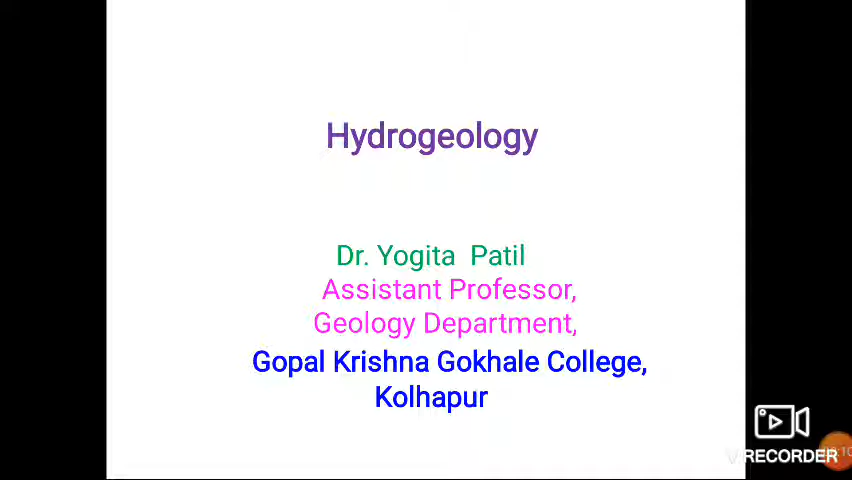 Hydrogeology
Dr. Yogita Patil
Assistant Professor,
Geology Department,
Gopal Krishna Gokhale College,
Kolhapur
V.RECORDER